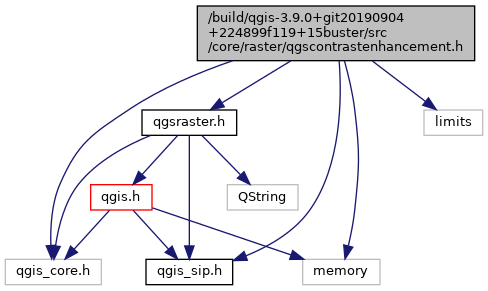 /build/qgis-3.9.0+git20190904
+224899f119+15buster/src
/core/raster/qgscontrastenhancement.h
qgsraster.h
limits
qgis.h
QString
qgis_core.h
qgis_sip.h
memory